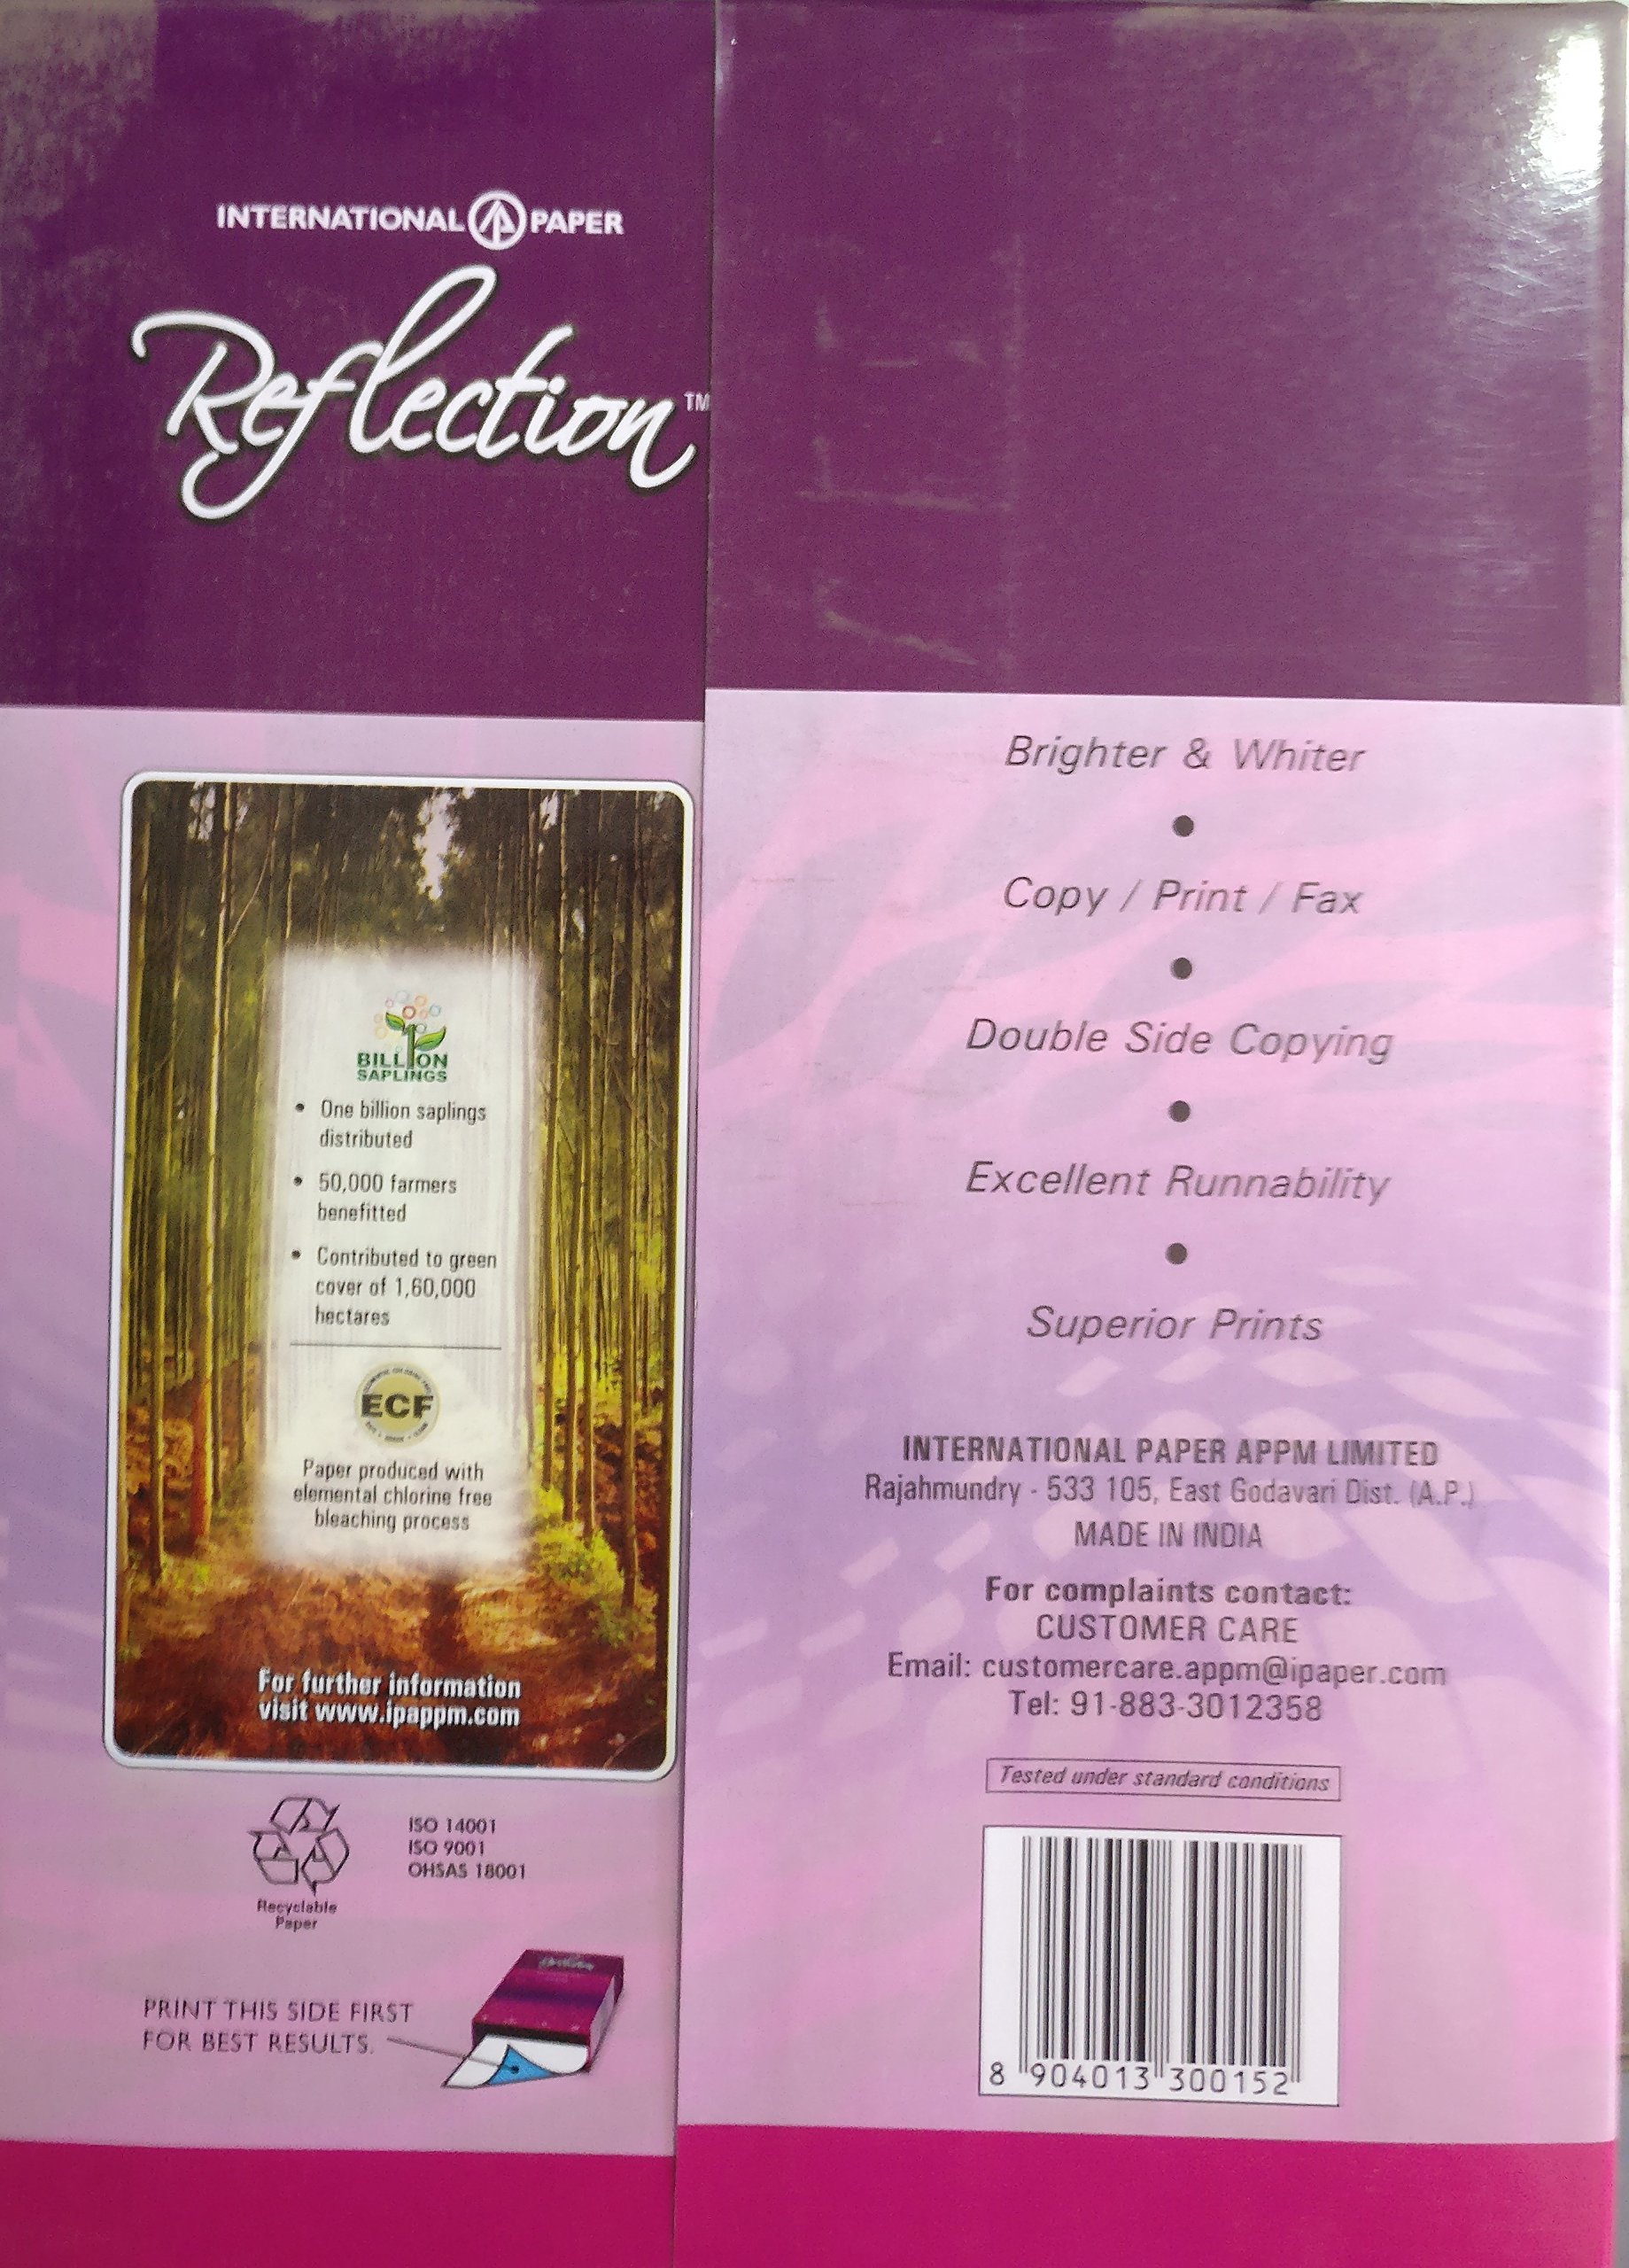 INTERNATIONAL PAPER
Reflection™
BILLION
SAPLINGS
• One billion saplings
distributed
• 50,000 farmers
benefitted
• Contributed to green
cover of 1,60,000
hectares
ECF
Paper produced with
elemental chlorine free
bleaching process
For further information
visit www.ipappm.com
Recyclable
Paper
ISO 14001
ISO 9001
OHSAS 18001
PRINT THIS SIDE FIRST
FOR BEST RESULTS.
Brighter & Whiter
•
Copy / Print / Fax
•
Double Side Copying
•
Excellent Runnability
•
Superior Prints
INTERNATIONAL PAPER APPM LIMITED
Rajahmundry - 533 105, East Godavari Dist. (A.P.)
MADE IN INDIA
For complaints contact:
CUSTOMER CARE
Email: customercare.appm@ipaper.com
Tel: 91-883-3012358
Tested under standard conditions
8 904013 300152